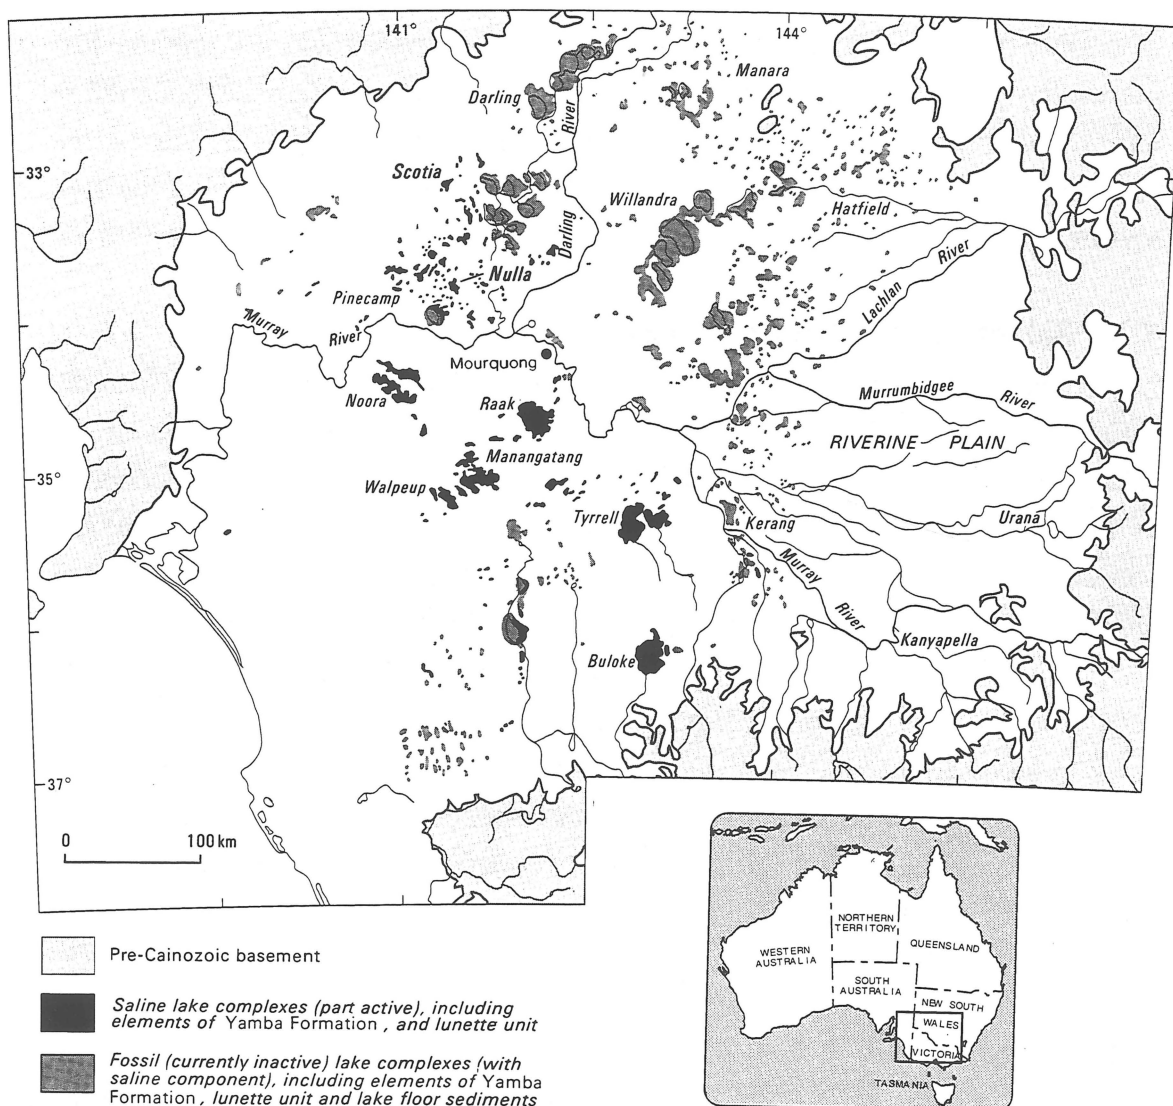 141°
144°
Manara
Darling
River
33°
Scotia
Willandra
Hatfield
Darling
Nulla
Lachlan
River
Pinecamp
Murray
River
Mourquong
Noora
Raak
Murrumbidgee
River
RIVERINE PLAIN
Manangatang
35°
Walpeup
Tyrrell
Kerang
Urana
Murray
River
Kanyapella
Buloke
37°
0 100 km
Pre-Cainozoic basement
Saline lake complexes (part active), including
elements of Yamba Formation, and lunette unit
Fossil (currently inactive) lake complexes (with
saline component), including elements of Yamba
Formation, lunette unit and lake floor sediments
NORTHERN
TERRITORY
WESTERN
AUSTRALIA
QUEENSLAND
SOUTH
AUSTRALIA
NEW SOUTH
WALES
VICTORIA
TASMANIA